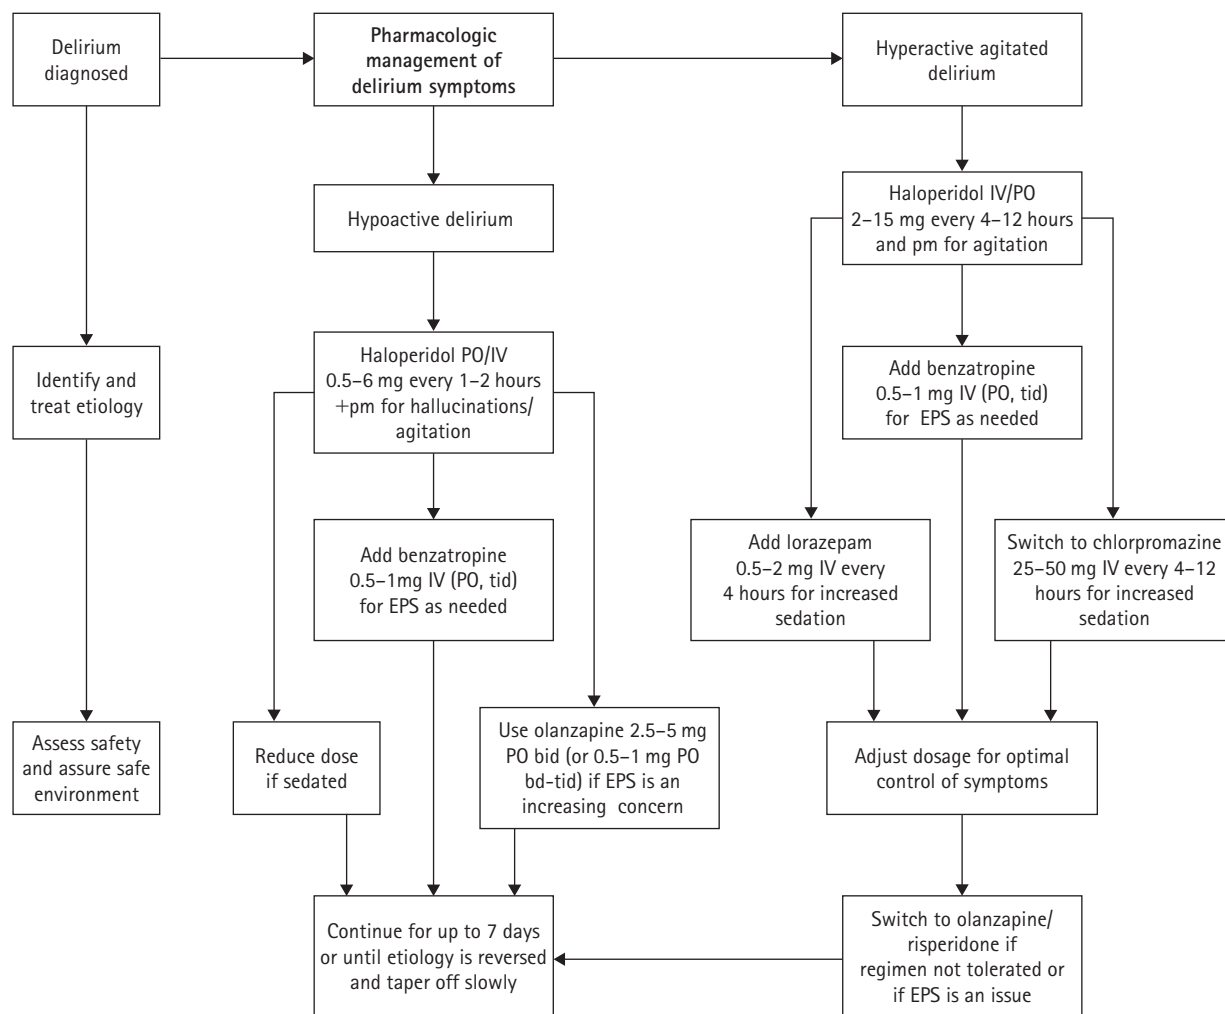 Delirium
diagnosed
Pharmacologic
management of
delirium symptoms
Hyperactive agitated
delirium
Hypoactive delirium
Haloperidol IV/PO
2–15 mg every 4–12 hours
and pm for agitation
Identify and
treat etiology
Haloperidol PO/IV
0.5–6 mg every 1–2 hours
+pm for hallucinations/
agitation
Add benzatropine
0.5–1 mg IV (PO, tid)
for EPS as needed
Add benzatropine
0.5–1mg IV (PO, tid)
for EPS as needed
Add lorazepam
0.5–2 mg IV every
4 hours for increased
sedation
Switch to chlorpromazine
25–50 mg IV every 4–12
hours for increased
sedation
Assess safety
and assure safe
environment
Reduce dose
if sedated
Use olanzapine 2.5–5 mg
PO bid (or 0.5–1 mg PO
bd-tid) if EPS is an
increasing concern
Adjust dosage for optimal
control of symptoms
Continue for up to 7 days
or until etiology is reversed
and taper off slowly
Switch to olanzapine/
risperidone if
regimen not tolerated or
if EPS is an issue